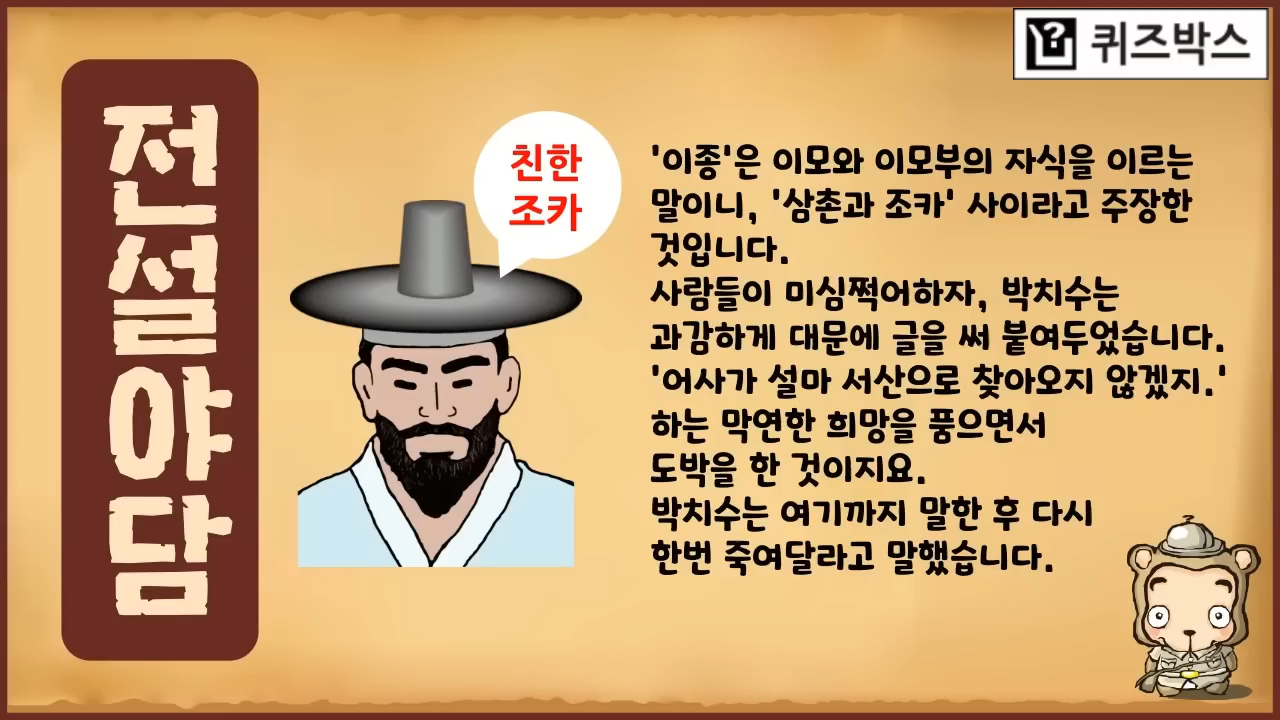 전설야담
친한
조카
퀴즈박스
'이종'은 이모와 이모부의 자식을 이르는
말이니, '삼촌과 조카' 사이라고 주장한
것입니다.
사람들이 미심쩍어하자, 박치수는
과감하게 대문에 글을 써 붙여두었습니다.
'어사가 설마 서산으로 찾아오지 않겠지.'
하는 막연한 희망을 품으면서
도박을 한 것이지요.
박치수는 여기까지 말한 후 다시
한번 죽여달라고 말했습니다.